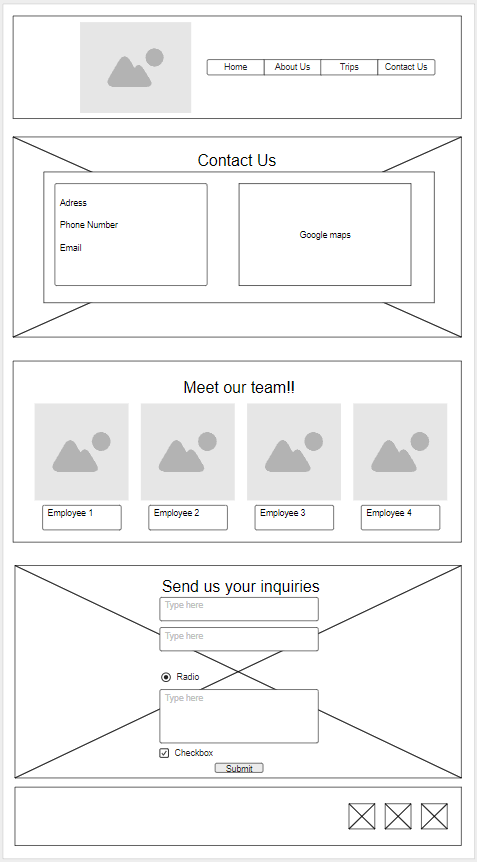 Home
About Us
Trips
Contact Us
Contact Us
Adress
Phone Number
Email
Google maps
Meet our team!!
Employee 1
Employee 2
Employee 3
Employee 4
Send us your inquiries
Type here
Type here
Radio
Type here
Checkbox
Submit